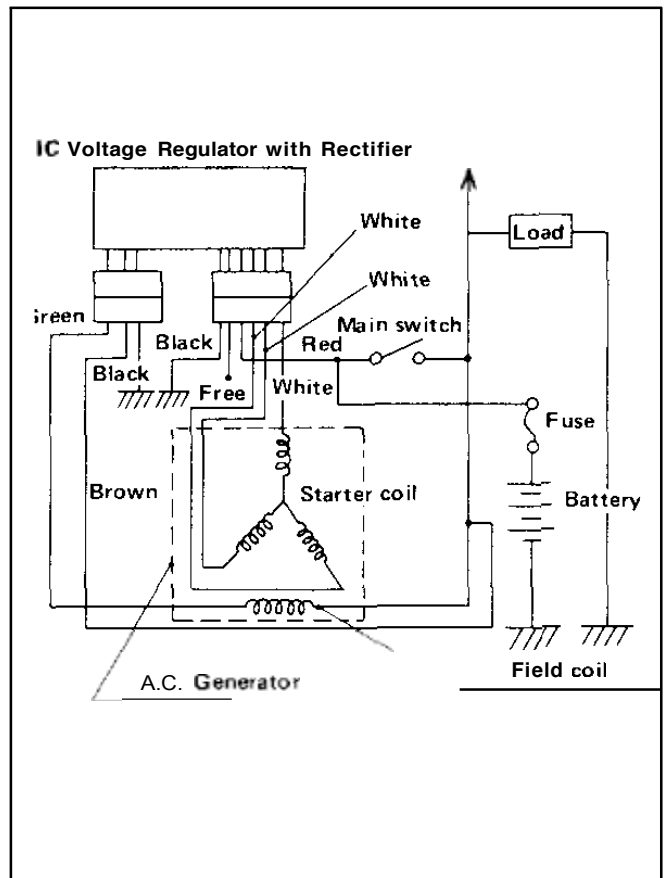 IC Voltage Regulator with Rectifier
White
Load
White
Green
Main switch
Black
Red
Black
Free
White
Fuse
Brown
Starter coil
Battery
Field coil
A.C. Generator